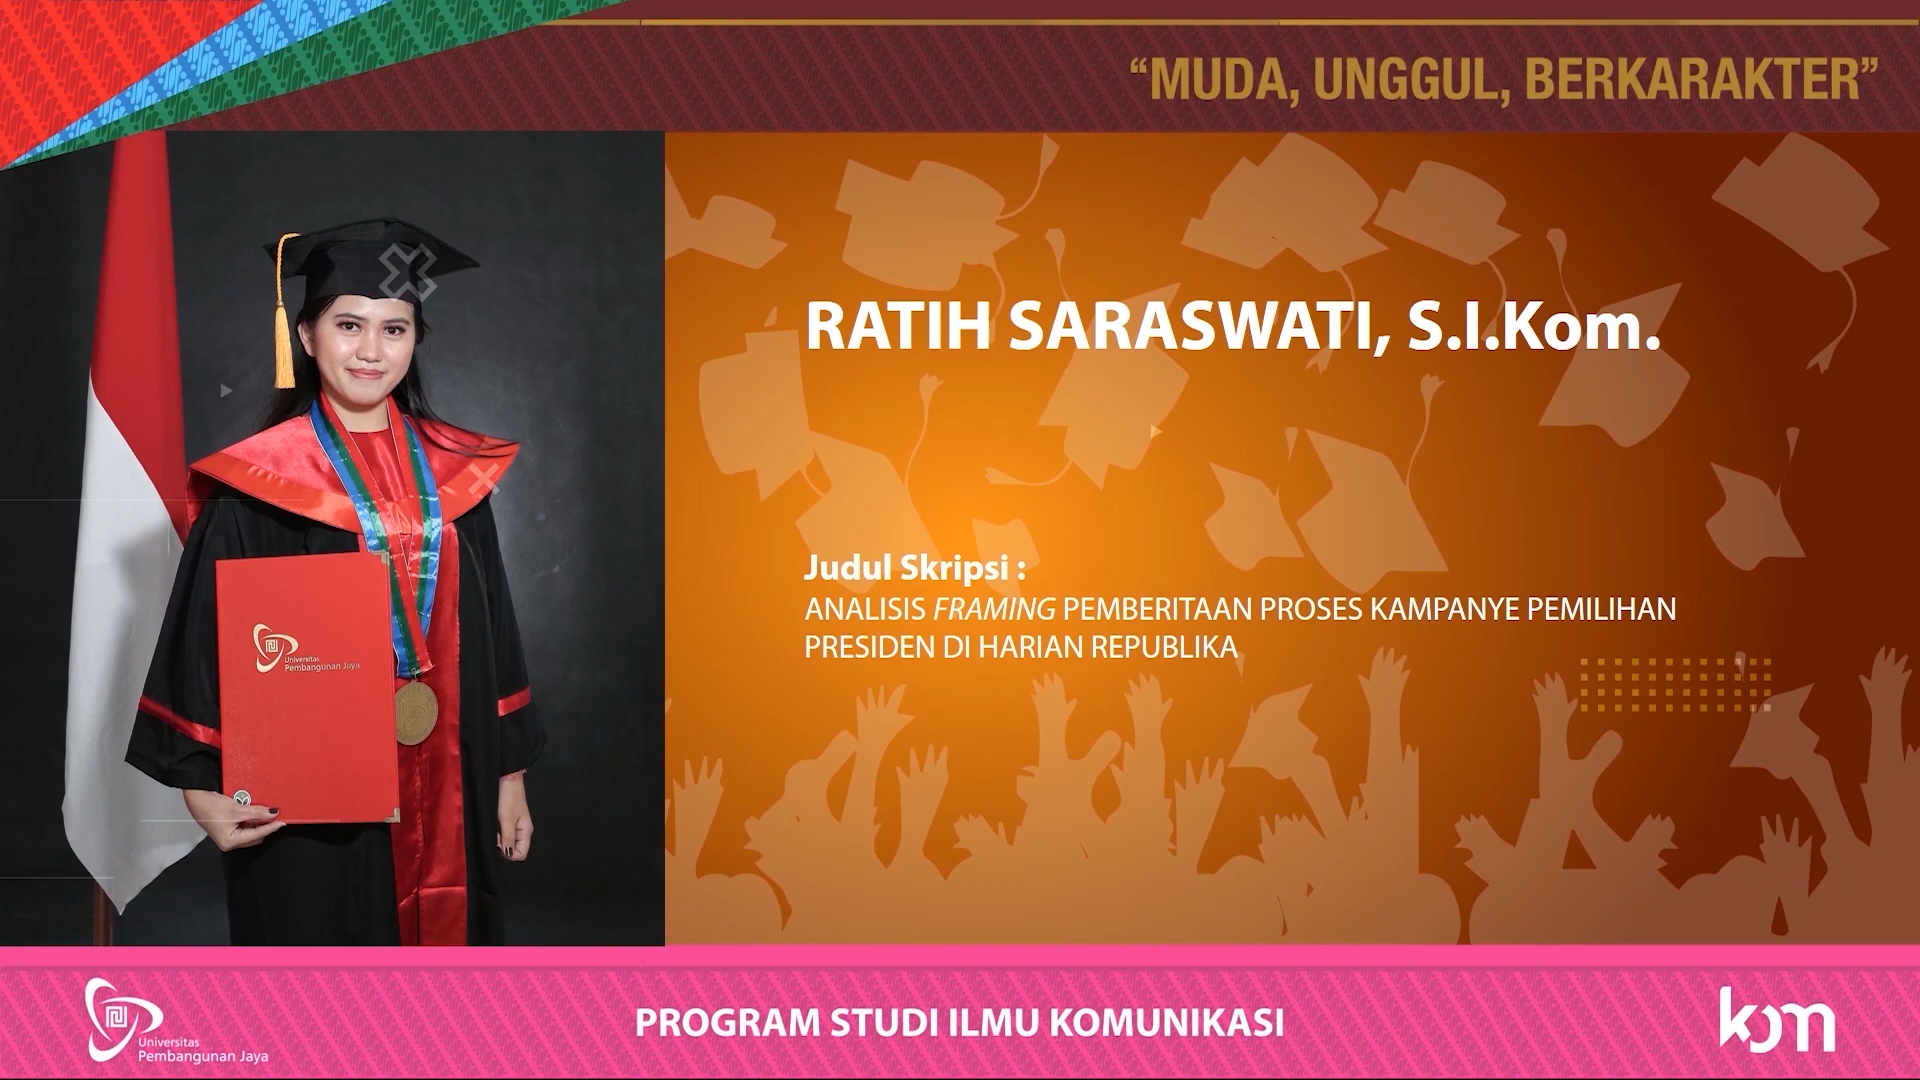 “MUDA, UNGGUL, BERKARAKTER”
RATIH SARASWATI, S.I.Kom.
Judul Skripsi :
ANALISIS FRAMING PEMBERITAAN PROSES KAMPANYE PEMILIHAN
PRESIDEN DI HARIAN REPUBLIKA
Universitas
Pembangunan Jaya
Universitas
Pembangunan Jaya
PROGRAM STUDI ILMU KOMUNIKASI
kom